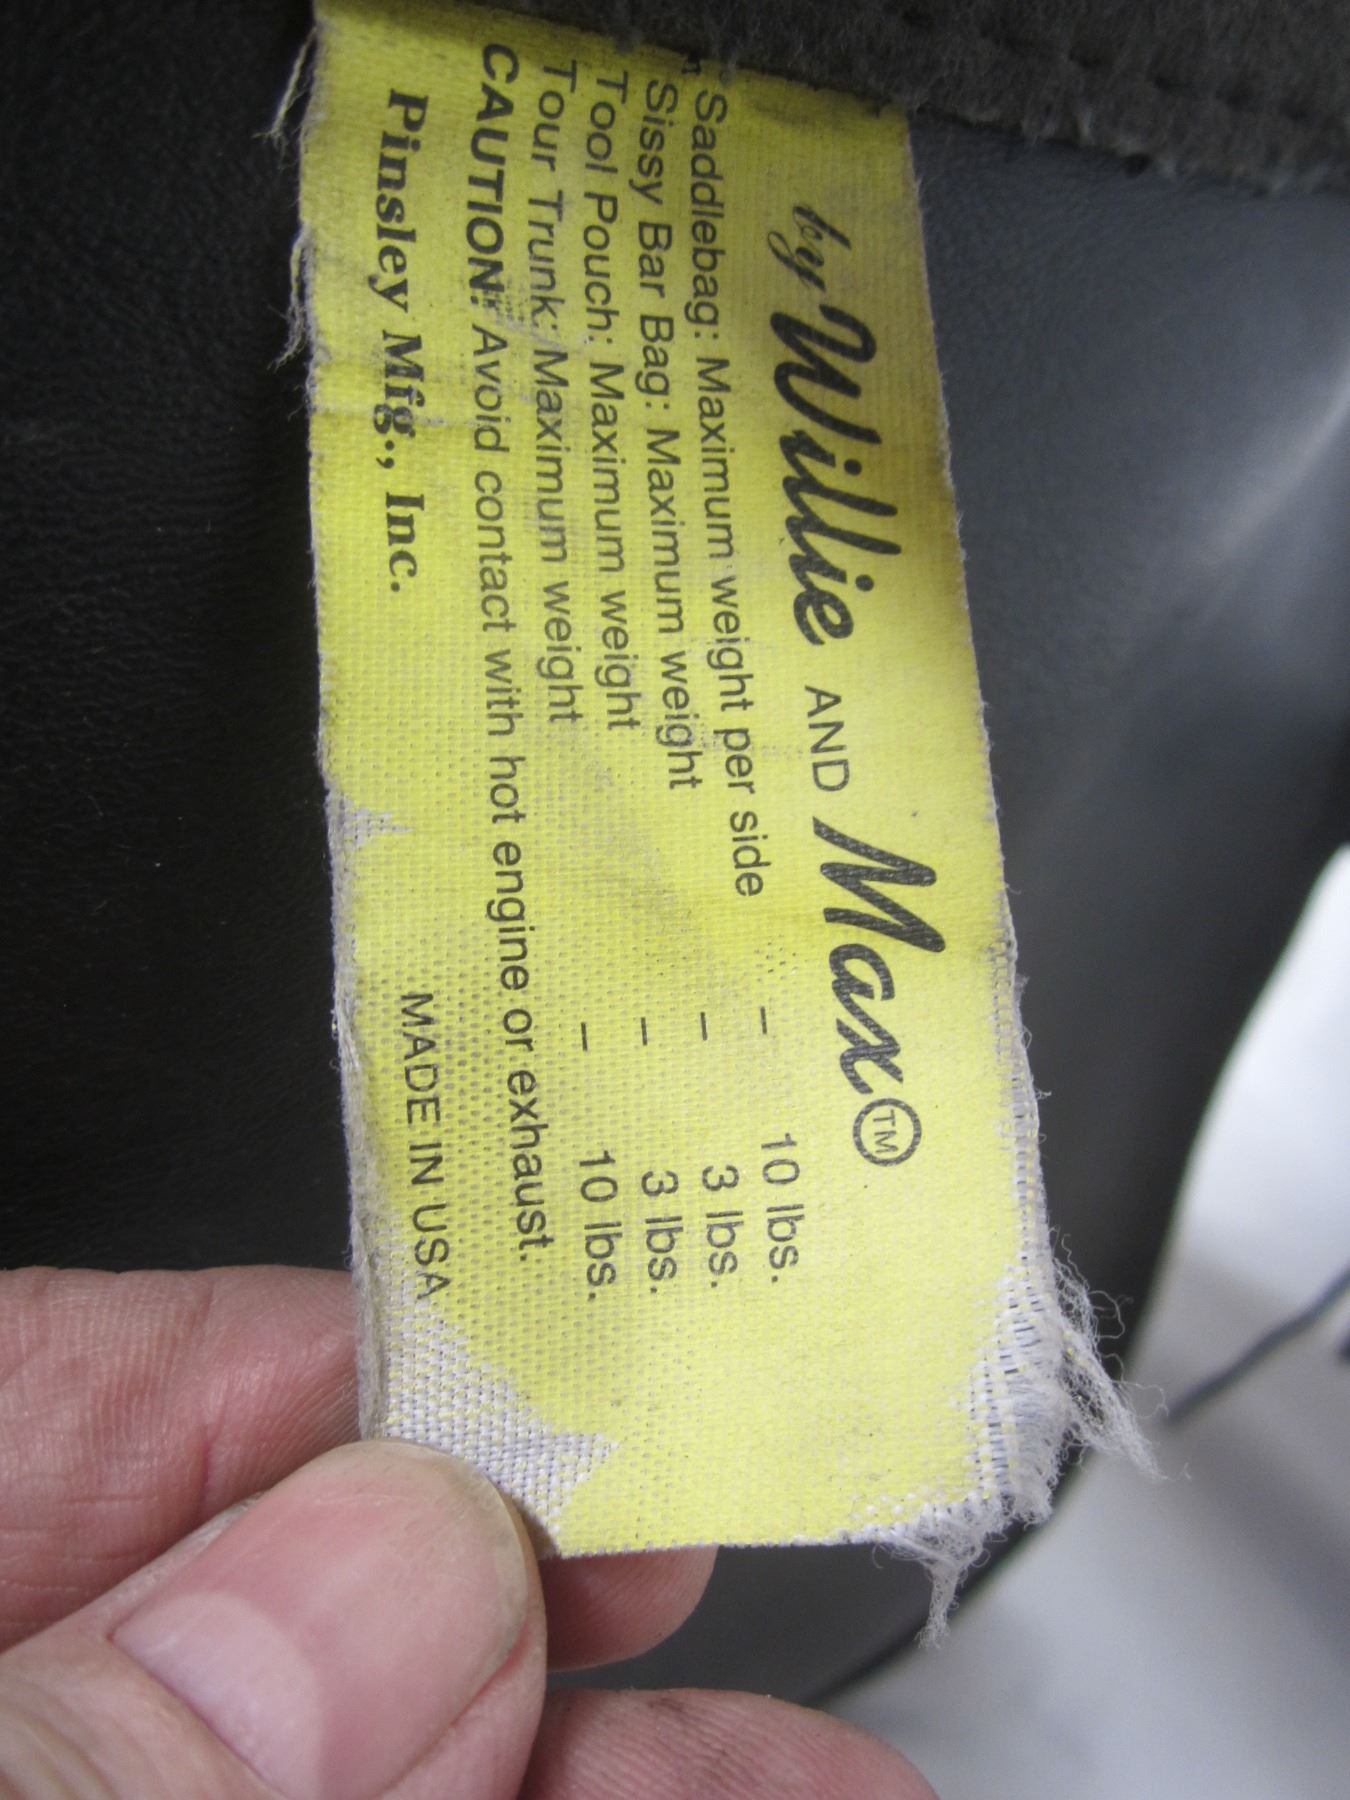 by Willie AND Max TM
Saddlebag: Maximum weight per side – 10 lbs.
Sissy Bar Bag: Maximum weight – 3 lbs.
Tool Pouch: Maximum weight – 3 lbs.
Tour Trunk: Maximum weight – 10 lbs.
CAUTION: Avoid contact with hot engine or exhaust.
Pinsley Mfg., Inc. MADE IN USA